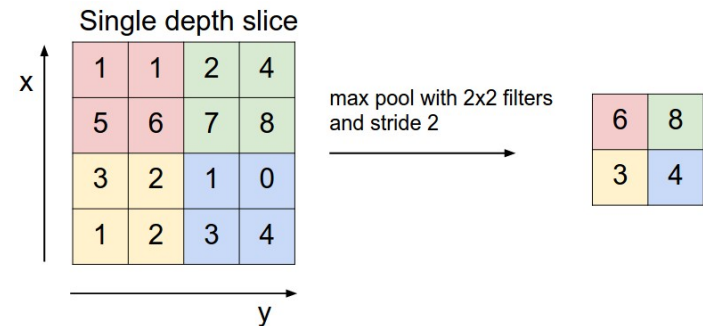 Single depth slice
x
1 1 2 4
5 6 7 8
3 2 1 0
1 2 3 4
y
max pool with 2x2 filters
and stride 2
6 8
3 4